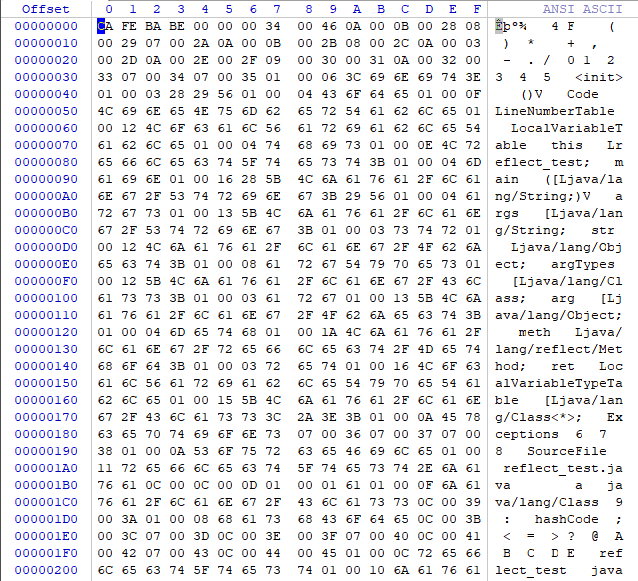 Offset 0 1 2 3 4 5 6 7 8 9 A B C D E F ANSI ASCII
00000000 CA FE BA BE 00 00 00 34 00 46 0A 00 0B 00 28 08 Êþº¾ 4 F (
00000010 00 29 07 00 2A 0A 00 0B 00 2B 08 00 2C 0A 00 03 ) * + ,
00000020 00 2D 0A 00 2E 00 2F 09 00 30 00 31 0A 00 32 00 - . / 0 1 2
00000030 33 07 00 34 07 00 35 01 00 06 3C 69 6E 69 74 3E 3 4 5 <init>
00000040 01 00 03 28 29 56 01 00 04 43 6F 64 65 01 00 0F ()V Code
00000050 4C 69 6E 65 4E 75 6D 62 65 72 54 61 62 6C 65 01 LineNumberTable
00000060 00 12 4C 6F 63 61 6C 56 61 72 69 61 62 6C 65 54 LocalVariableT
00000070 61 62 6C 65 01 00 04 74 68 69 73 01 00 0E 4C 72 able this Lr
00000080 65 66 6C 65 63 74 5F 74 65 73 74 3B 01 00 04 6D eflect_test; m
00000090 61 69 6E 01 00 16 28 5B 4C 6A 61 76 61 2F 6C 61 ain ([Ljava/la
000000A0 6E 67 2F 53 74 72 69 6E 67 3B 29 56 01 00 04 61 ng/String;)V a
000000B0 72 67 73 01 00 13 5B 4C 6A 61 76 61 2F 6C 61 6E rgs [Ljava/lan
000000C0 67 2F 53 74 72 69 6E 67 3B 01 00 03 73 74 72 01 g/String; str
000000D0 00 12 4C 6A 61 76 61 2F 6C 61 6E 67 2F 4F 62 6A Ljava/lang/Obj
000000E0 65 63 74 3B 01 00 08 61 72 67 54 79 70 65 73 01 ect; argTypes
000000F0 00 12 5B 4C 6A 61 76 61 2F 6C 61 6E 67 2F 43 6C [Ljava/lang/Cl
00000100 61 73 73 3B 01 00 03 61 72 67 01 00 13 5B 4C 6A ass; arg [Lj
00000110 61 76 61 2F 6C 61 6E 67 2F 4F 62 6A 65 63 74 3B ava/lang/Object;
00000120 01 00 04 6D 65 74 68 01 00 1A 4C 6A 61 76 61 2F meth Ljava/
00000130 6C 61 6E 67 2F 72 65 66 6C 65 63 74 2F 4D 65 74 lang/reflect/Met
00000140 68 6F 64 3B 01 00 03 72 65 74 01 00 16 4C 6F 63 hod; ret Loc
00000150 61 6C 56 61 72 69 61 62 6C 65 54 79 70 65 54 61 alVariableTypeTa
00000160 62 6C 65 01 00 15 5B 4C 6A 61 76 61 2F 6C 61 6E ble [Ljava/lan
00000170 67 2F 43 6C 61 73 73 3C 2A 3E 3B 01 00 0A 45 78 g/Class<*>; Ex
00000180 63 65 70 74 69 6F 6E 73 07 00 36 07 00 37 07 00 ceptions 6 7
00000190 38 01 00 0A 53 6F 75 72 63 65 46 69 6C 65 01 00 8 SourceFile
000001A0 11 72 65 66 6C 65 63 74 5F 74 65 73 74 2E 6A 61 reflect_test.ja
000001B0 76 61 0C 00 0C 00 0D 01 00 01 61 01 00 0F 6A 61 va a ja
000001C0 76 61 2F 6C 61 6E 67 2F 43 6C 61 73 73 0C 00 39 va/lang/Class 9
000001D0 00 3A 01 00 08 68 61 73 68 43 6F 64 65 0C 00 3B : hashCode ;
000001E0 00 3C 07 00 3D 0C 00 3E 00 3F 07 00 40 0C 00 41 < = >? @ A
000001F0 00 42 07 00 43 0C 00 44 00 45 01 00 0C 72 65 66 B C D E ref
00000200 6C 65 63 74 5F 74 65 73 74 01 00 10 6A 61 76 61 lect_test java